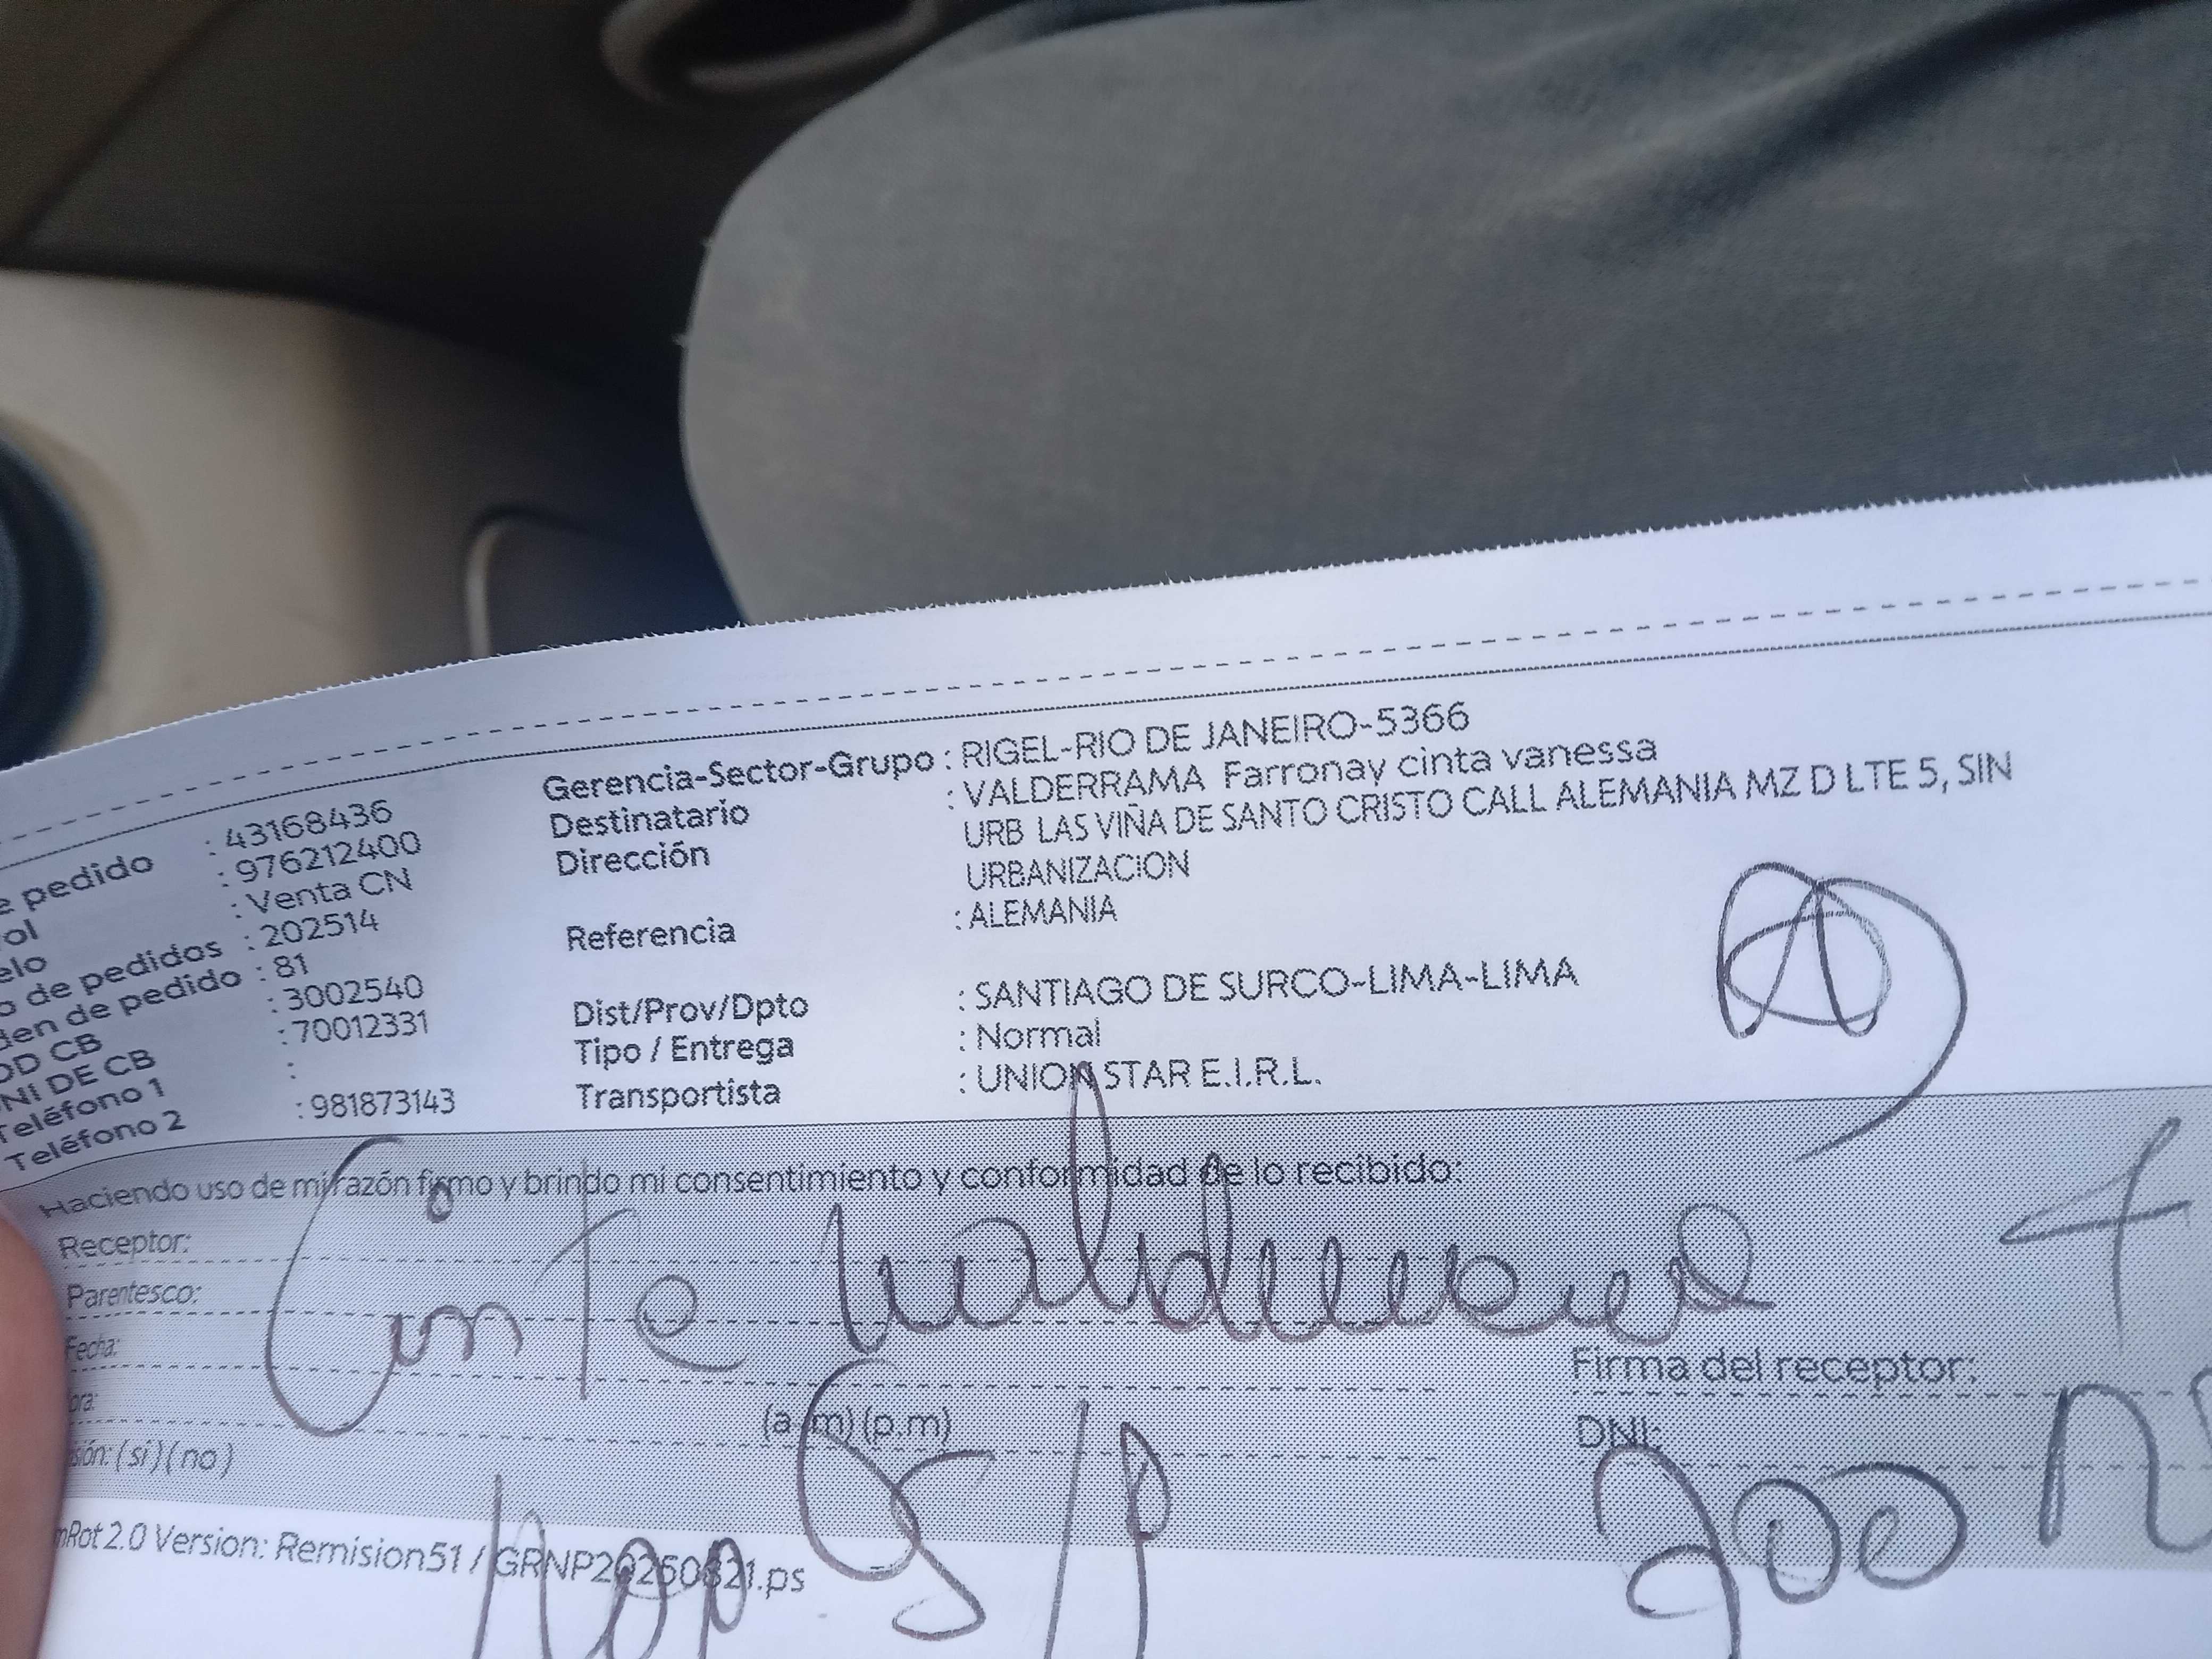 e pedido : 43168436
ol : 976212400
elo : Venta CN
o de pedidos : 202514
den de pedido : 81
OD CB : 3002540
NI DE CB : 70012331
Teléfono 1 :
Teléfono 2 : 981873143
Gerencia-Sector-Grupo : RIGEL-RIO DE JANEIRO-5366
Destinatario : VALDERRAMA Farronay cinta vanessa
Dirección URB LAS VIÑA DE SANTO CRISTO CALL ALEMANIA MZ D LTE 5, SIN
URBANIZACION
Referencia : ALEMANIA
Dist/Prov/Dpto : SANTIAGO DE SURCO-LIMA-LIMA
Tipo / Entrega : Normal
Transportista : UNION STAR E.I.R.L.
Haciendo uso de mi razón firmo y brindo mi consentimiento y conformidad de lo recibido:
Receptor:
Parentesco:
Fecha:
ora:
(a.m) (p.m)
sión: ( si ) ( no )
Firma del receptor:
DNI:
mRot 2.0 Version: Remision51 / GRNP20250821.ps